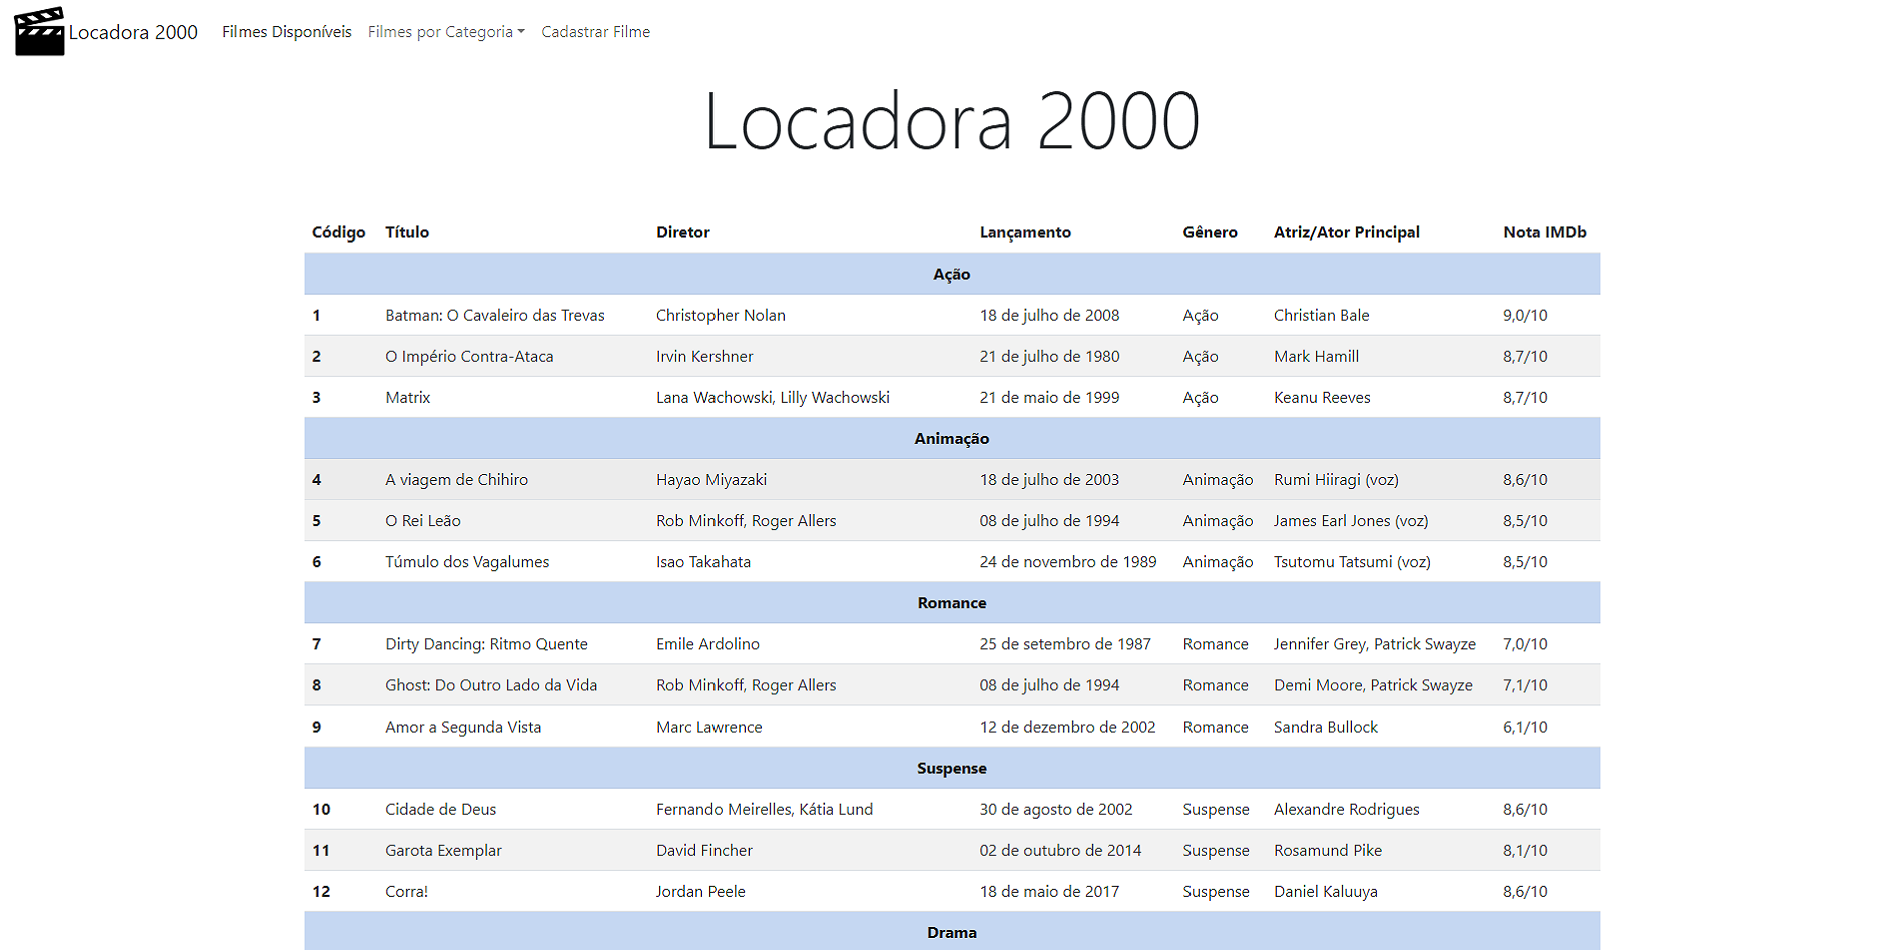 Locadora 2000 Filmes Disponíveis Filmes por Categoria Cadastrar Filme
Locadora 2000
Código Título Diretor Lançamento Gênero Atriz/Ator Principal Nota IMDb
Ação
1 Batman: O Cavaleiro das Trevas Christopher Nolan 18 de julho de 2008 Ação Christian Bale 9,0/10
2 O Império Contra-Ataca Irvin Kershner 21 de julho de 1980 Ação Mark Hamill 8,7/10
3 Matrix Lana Wachowski, Lilly Wachowski 21 de maio de 1999 Ação Keanu Reeves 8,7/10
Animação
4 A viagem de Chihiro Hayao Miyazaki 18 de julho de 2003 Animação Rumi Hiiragi (voz) 8,6/10
5 O Rei Leão Rob Minkoff, Roger Allers 08 de julho de 1994 Animação James Earl Jones (voz) 8,5/10
6 Túmulo dos Vagalumes Isao Takahata 24 de novembro de 1989 Animação Tsutomu Tatsumi (voz) 8,5/10
Romance
7 Dirty Dancing: Ritmo Quente Emile Ardolino 25 de setembro de 1987 Romance Jennifer Grey, Patrick Swayze 7,0/10
8 Ghost: Do Outro Lado da Vida Rob Minkoff, Roger Allers 08 de julho de 1994 Romance Demi Moore, Patrick Swayze 7,1/10
9 Amor a Segunda Vista Marc Lawrence 12 de dezembro de 2002 Romance Sandra Bullock 6,1/10
Suspense
10 Cidade de Deus Fernando Meirelles, Kátia Lund 30 de agosto de 2002 Suspense Alexandre Rodrigues 8,6/10
11 Garota Exemplar David Fincher 02 de outubro de 2014 Suspense Rosamund Pike 8,1/10
12 Corra! Jordan Peele 18 de maio de 2017 Suspense Daniel Kaluuya 8,6/10
Drama